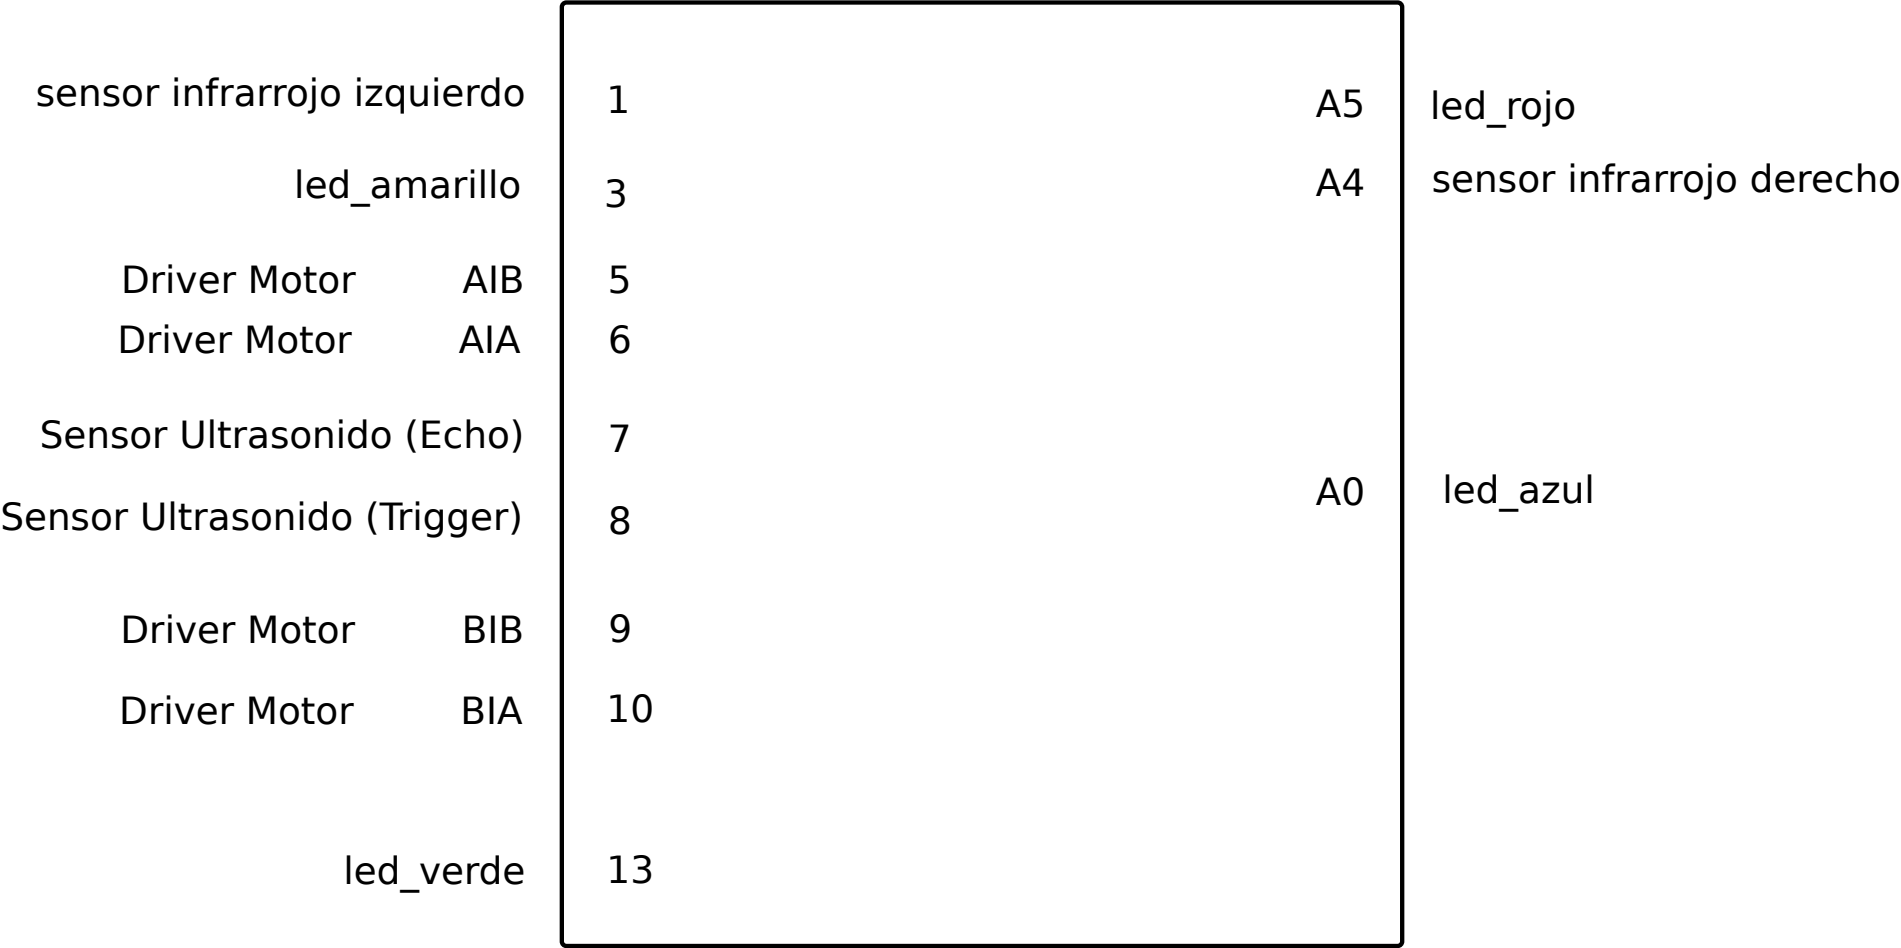 sensor infrarrojo izquierdo 1 A5 led_rojo
led_amarillo 3 A4 sensor infrarrojo derecho
Driver Motor AIB 5
Driver Motor AIA 6
Sensor Ultrasonido (Echo) 7
Sensor Ultrasonido (Trigger) 8 A0 led_azul
Driver Motor BIB 9
Driver Motor BIA 10
led_verde 13